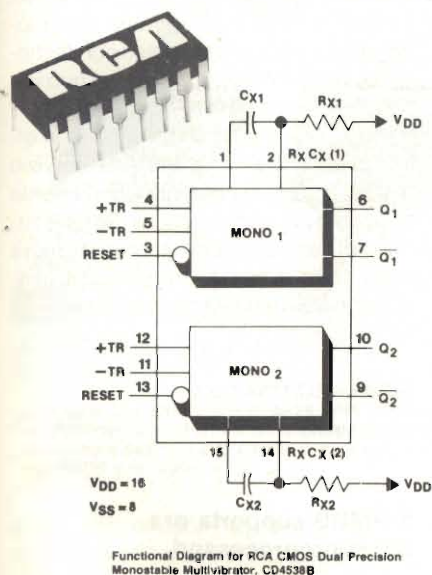 RCA
CX1
RX1
VDD
1
2
RX CX (1)
+TR 4
-TR 5
RESET 3
MONO 1
6 Q1
7 Q1
+TR 12
-TR 11
RESET 13
MONO 2
10 Q2
9 Q2
15
14
RX CX (2)
VDD = 16
VSS = 8
CX2
RX2
VDD
Functional Diagram for RCA CMOS Dual Precision
Monostable Multivibrator, CD4538B